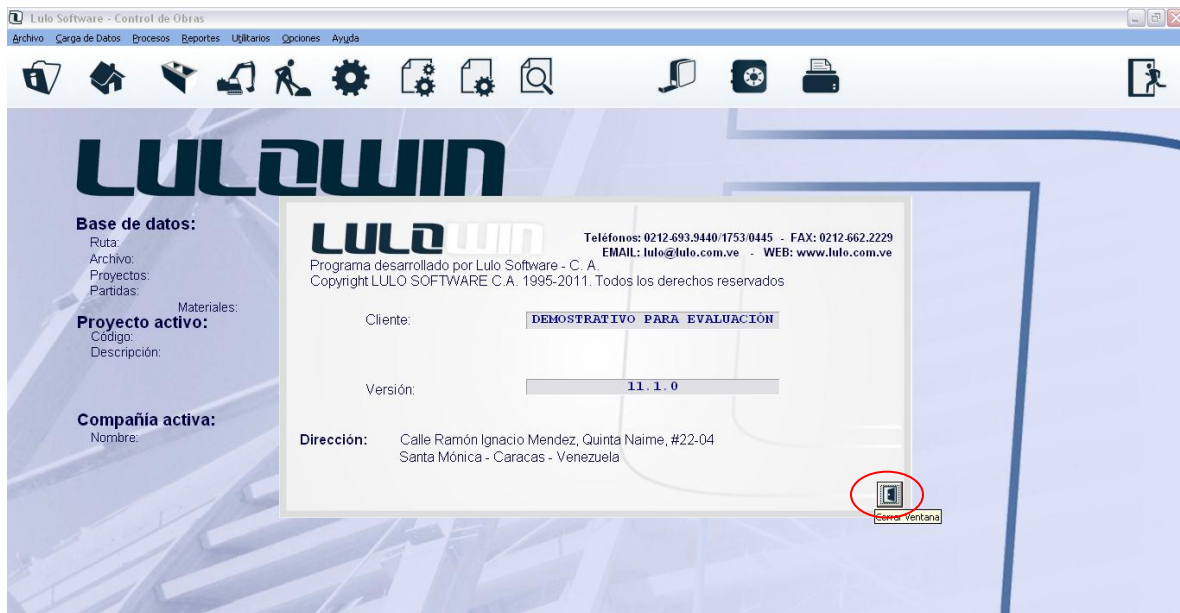 Lulo Software - Control de Obras
Archivo Carga de Datos Procesos Reportes Utilitarios Opciones Ayuda
LULOWIN
Base de datos:
Ruta:
Archivo:
Proyectos:
Partidas:
Materiales:
Proyecto activo:
Código:
Descripción:
Compañía activa:
Nombre:
LULOWIN
Teléfonos: 0212-693.9440/1753/0445 - FAX: 0212-662.2229
EMAIL: lulo@lulo.com.ve - WEB: www.lulo.com.ve
Programa desarrollado por Lulo Software - C. A.
Copyright LULO SOFTWARE C.A. 1995-2011. Todos los derechos reservados
Cliente: DEMOSTRATIVO PARA EVALUACIÓN
Versión: 11.1.0
Dirección: Calle Ramón Ignacio Mendez, Quinta Naime, #22-04
Santa Mónica - Caracas - Venezuela
Cerrar Ventana